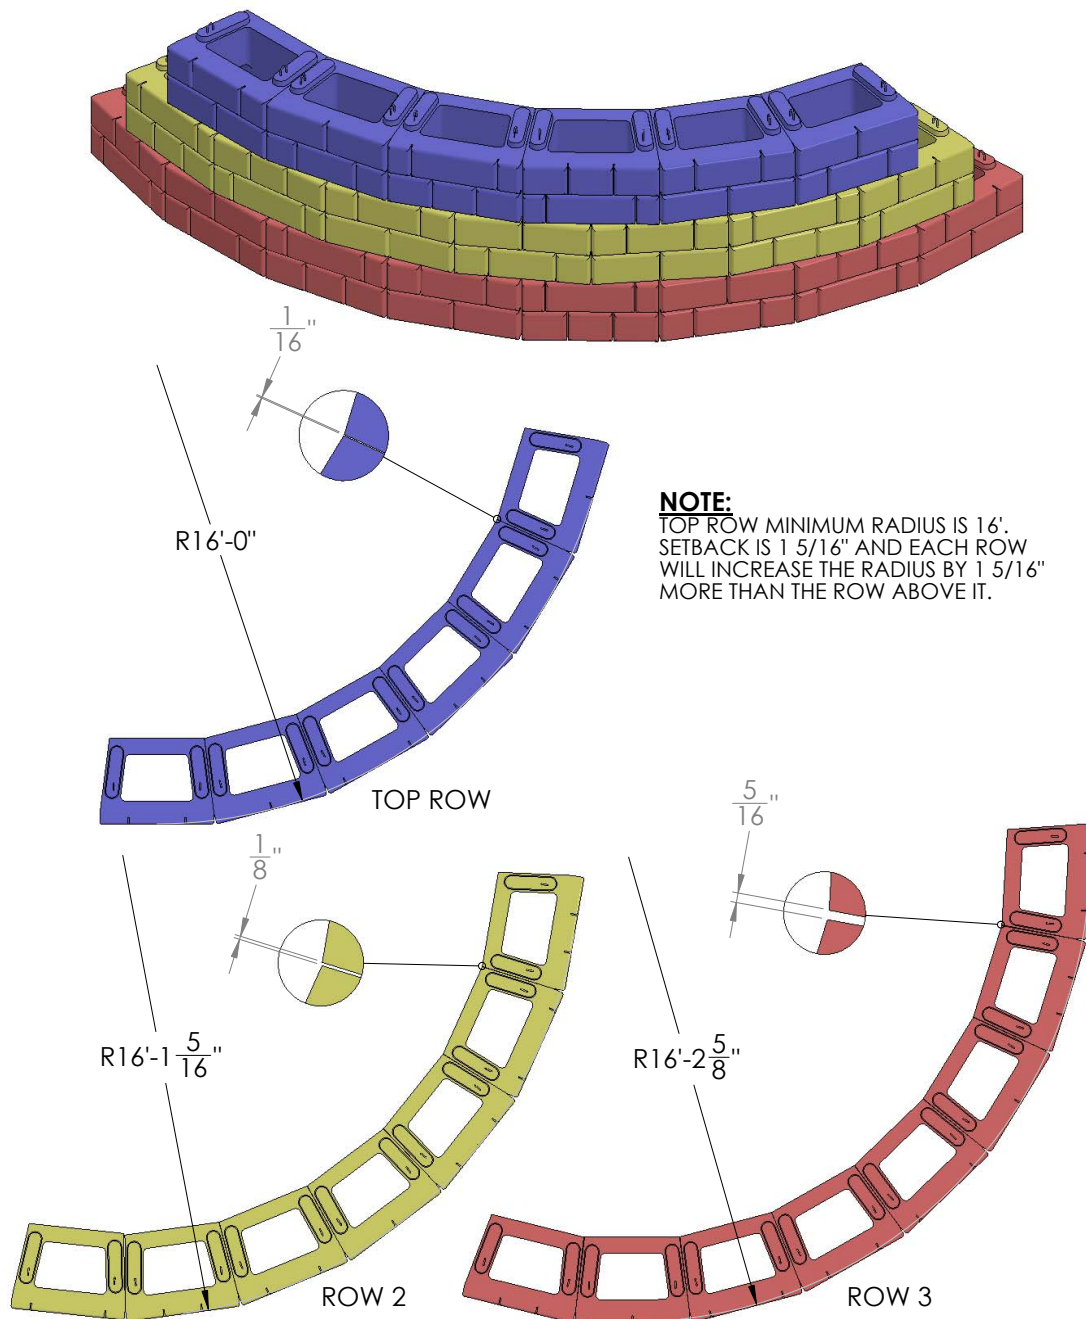 1/16"
R16'-0"
NOTE:
TOP ROW MINIMUM RADIUS IS 16'.
SETBACK IS 1 5/16" AND EACH ROW
WILL INCREASE THE RADIUS BY 1 5/16"
MORE THAN THE ROW ABOVE IT.
TOP ROW
1/8"
5/16"
R16'-1 5/16"
R16'-2 5/8"
ROW 2
ROW 3